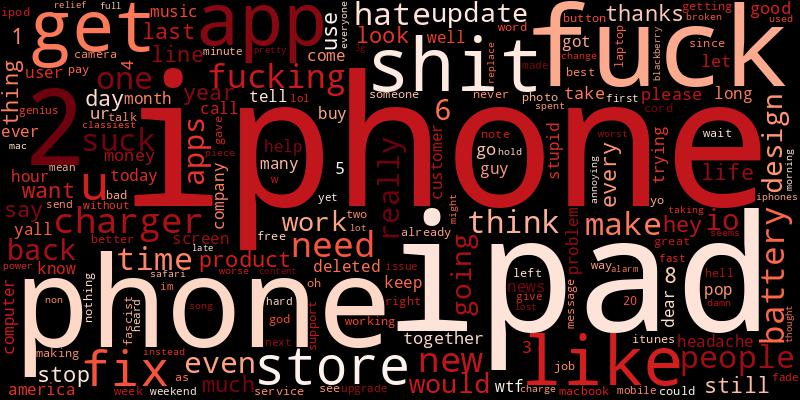 ipod
relief
full
music
hate
update
thanks
button
getting
good
broken
used
1
get
last
app
use
everyone
look
well
word
got
change
laptop
blackberry
since
let
camera
line
minute
pretty
come
shit
replace
made
fuck
best
thing
user
pay
4
one
fucking
year
tell
lol
someone
never
photo
spent
take
first
please
cord
long
2
day
month
ur
talk
classiest
call
gave
buy
6
genius
ever
mac
mean
suck
money
apps
piece
help
many
w
really
customer
iphone
note
go
hold
guy
stupid
annoying
worst
every
trying
wait
life
design
morning
hour
today
company
5
want
send
u
bad
without
yet
yo
iphones
say
yall
charger
work
two
lot
free
already
might
think
make
taking
hey
io
seems
great
back
better
screen
late
time
product
need
going
problem
battery
power
know
safari
im
worse
content
deleted
issue
fast
way
alarm
8
dear
hell
pop
damn
computer
non
nothing
phone
fascist
heard
song
oh
hard
god
support
keep
right
working
next
ipad
left
news
give
lost
message
20
thought
together
itunes
headache
making
fix
instead
even
store
new
3
like
job
people
stop
as
much
would
wtf
charge
still
fade
america
week
weekend
service
see
upgrade
macbook
mobile
could